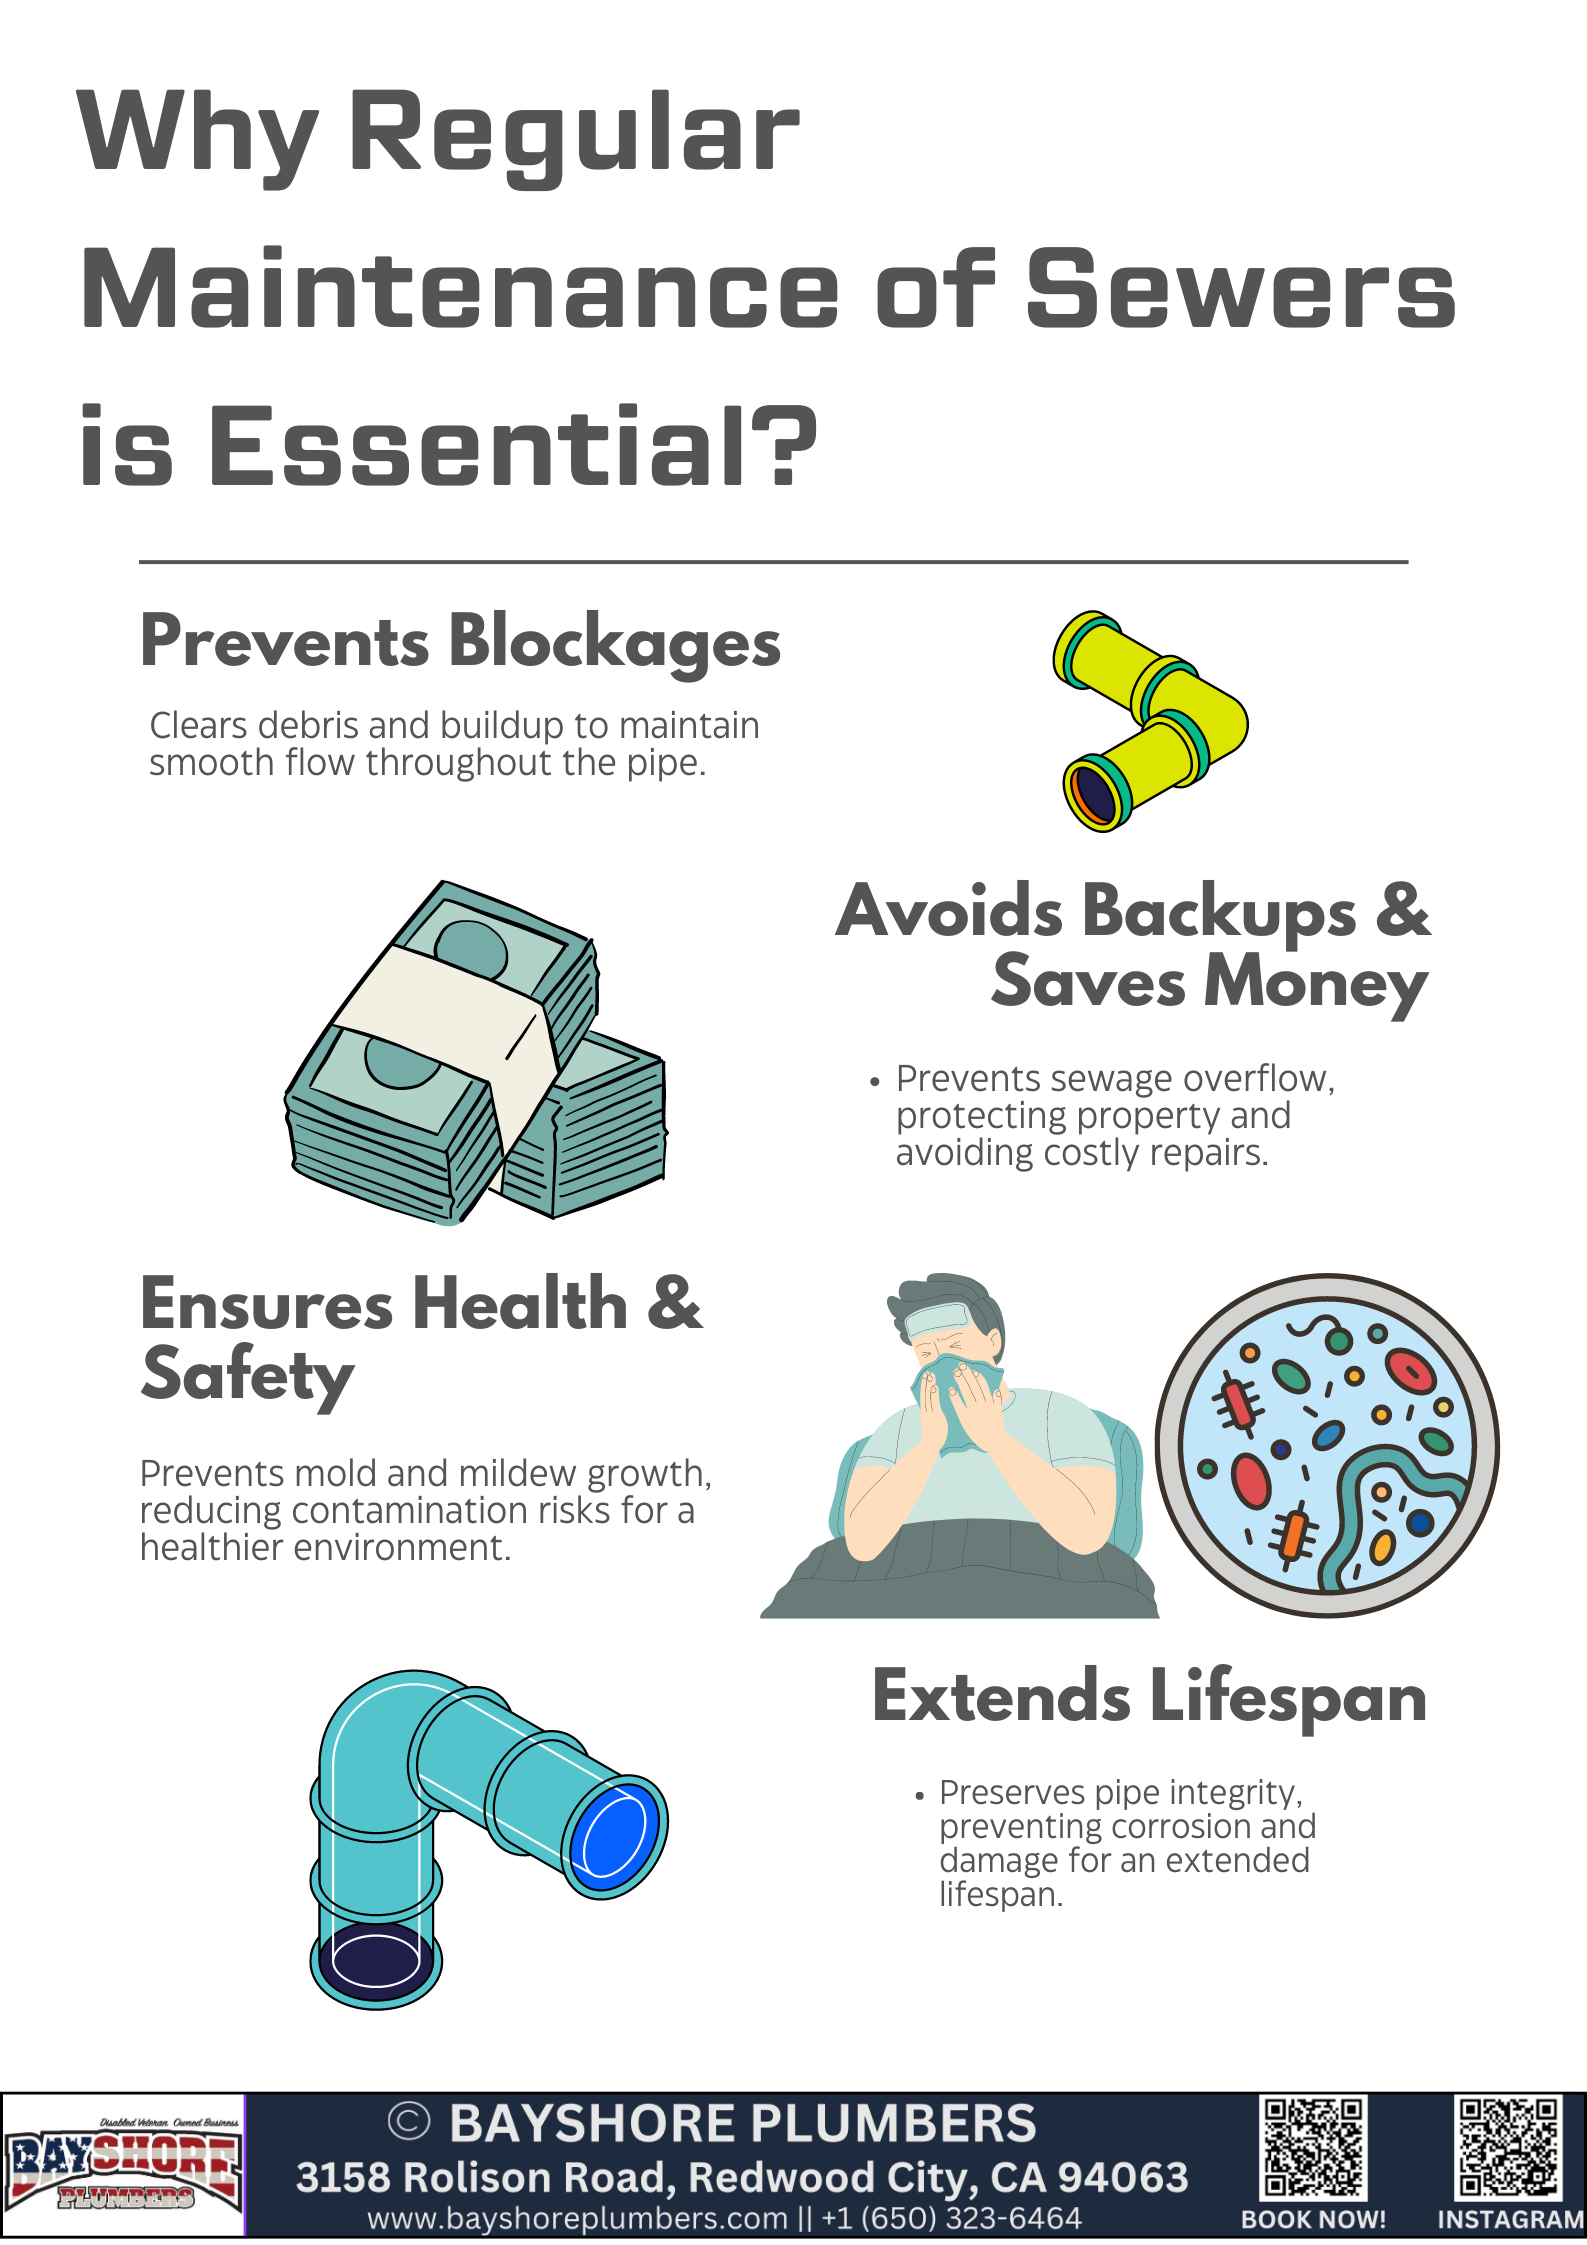 Why Regular
Maintenance of Sewers
is Essential?
Prevents Blockages
Clears debris and buildup to maintain
smooth flow throughout the pipe.
Avoids Backups &
Saves Money
• Prevents sewage overflow,
protecting property and
avoiding costly repairs.
Ensures Health &
Safety
Prevents mold and mildew growth,
reducing contamination risks for a
healthier environment.
Extends Lifespan
• Preserves pipe integrity,
preventing corrosion and
damage for an extended
lifespan.
Disabled Veteran Owned Business
BAYSHORE
PLUMBERS
© BAYSHORE PLUMBERS
3158 Rolison Road, Redwood City, CA 94063
www.bayshoreplumbers.com || +1 (650) 323-6464
BOOK NOW!
INSTAGRAM